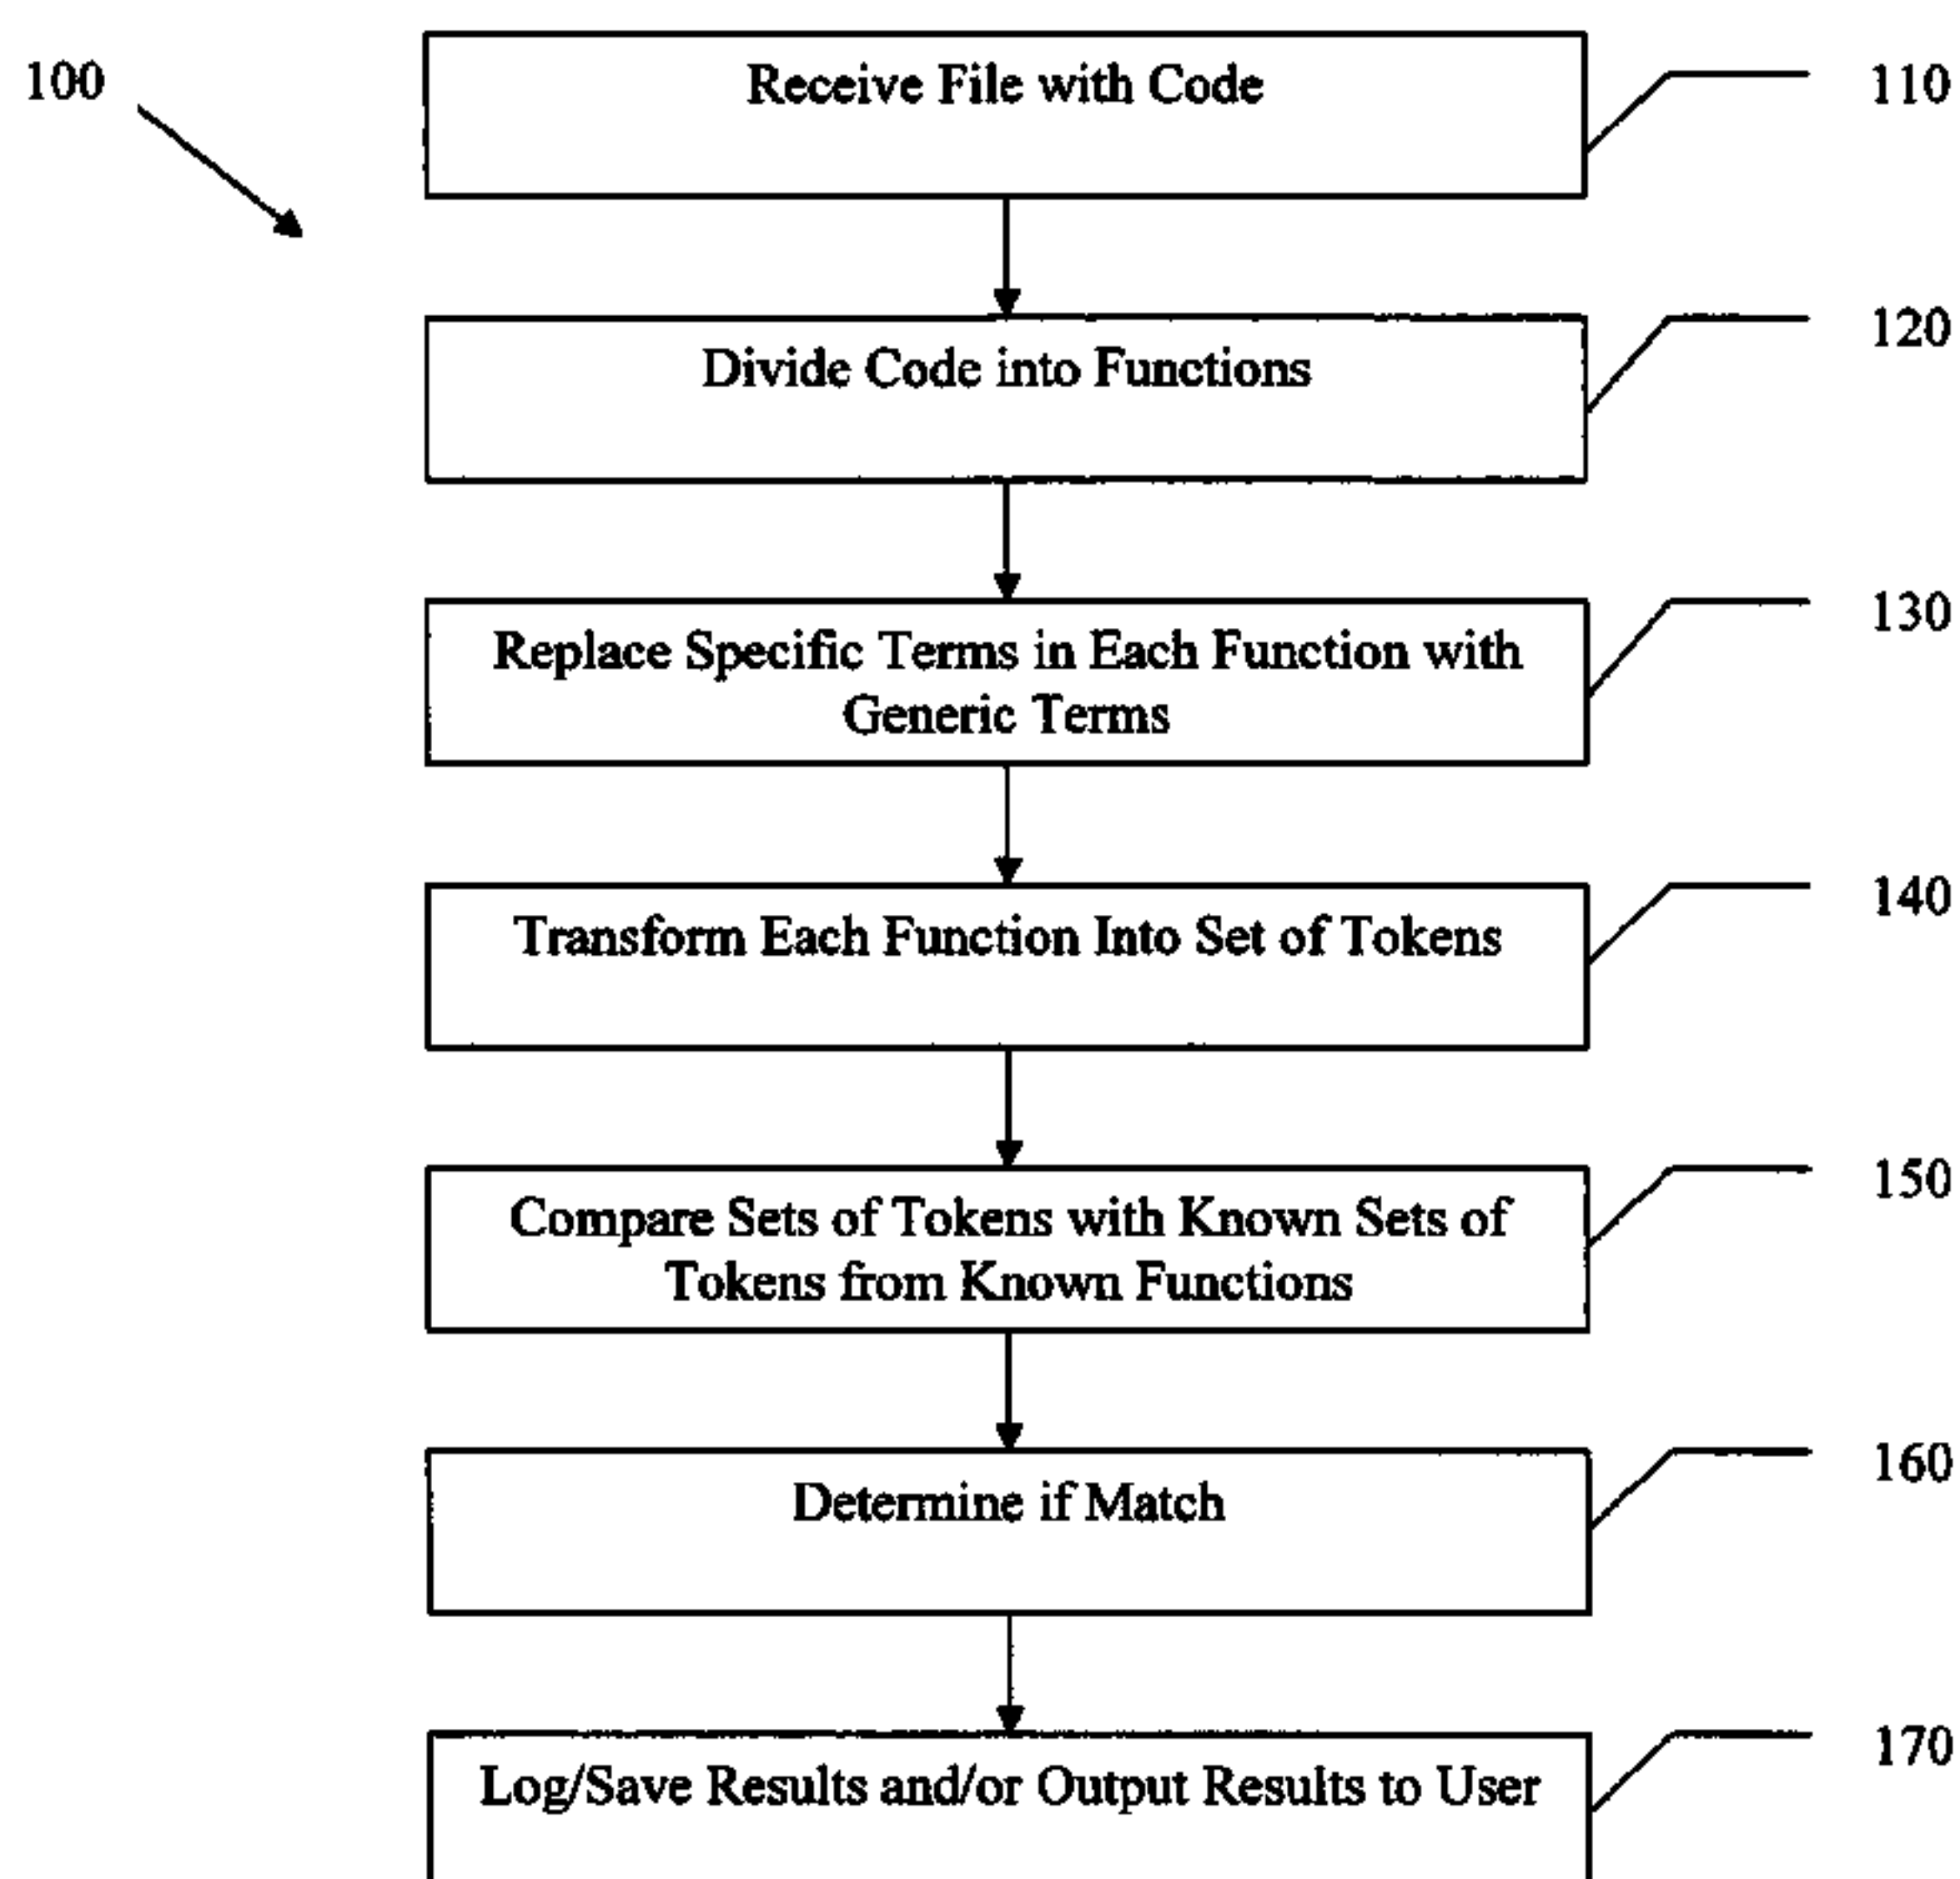 100
Receive File with Code
110
Divide Code into Functions
120
Replace Specific Terms in Each Function with
Generic Terms
130
Transform Each Function Into Set of Tokens
140
Compare Sets of Tokens with Known Sets of
Tokens from Known Functions
150
Determine if Match
160
Log/Save Results and/or Output Results to User
170